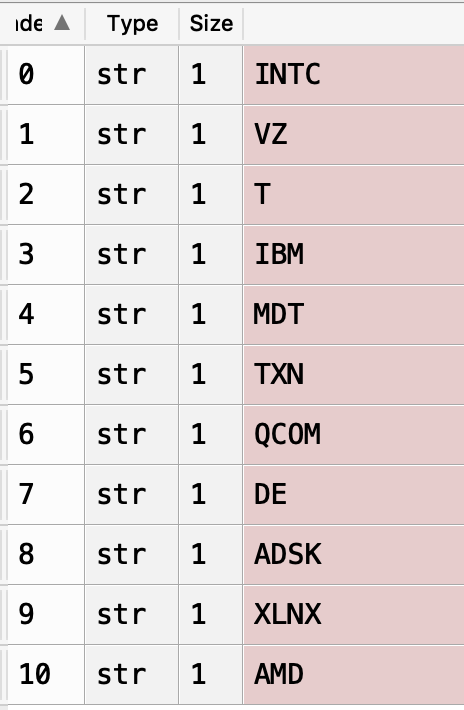 nde Type Size
0 str 1 INTC
1 str 1 VZ
2 str 1 T
3 str 1 IBM
4 str 1 MDT
5 str 1 TXN
6 str 1 QCOM
7 str 1 DE
8 str 1 ADSK
9 str 1 XLNX
10 str 1 AMD